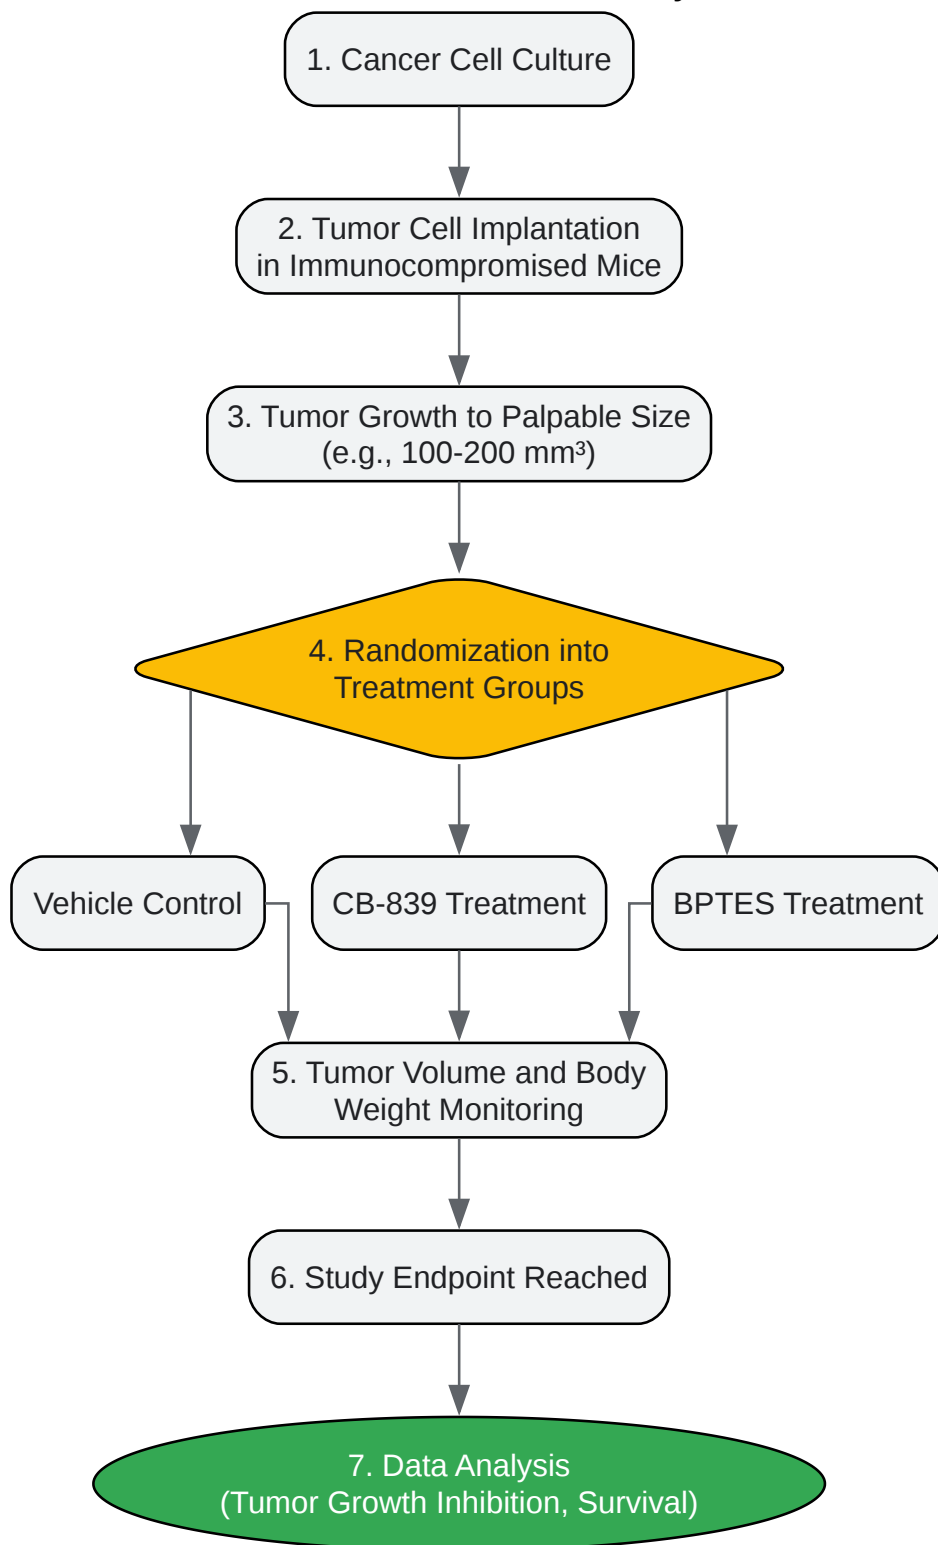 1. Cancer Cell Culture
2. Tumor Cell Implantation
in Immunocompromised Mice
3. Tumor Growth to Palpable Size
(e.g., 100-200 mm³)
4. Randomization into
Treatment Groups
Vehicle Control
CB-839 Treatment
BPTES Treatment
5. Tumor Volume and Body
Weight Monitoring
6. Study Endpoint Reached
7. Data Analysis
(Tumor Growth Inhibition, Survival)